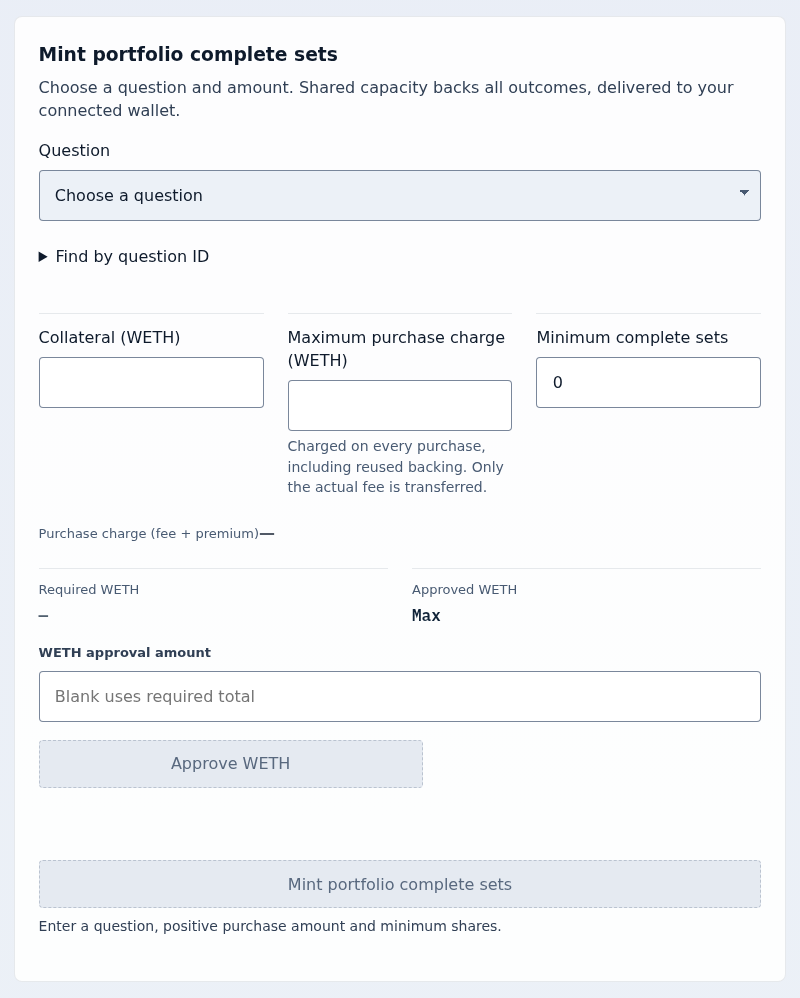 Mint portfolio complete sets
Choose a question and amount. Shared capacity backs all outcomes, delivered to your
connected wallet.
Question
Choose a question
Find by question ID
Collateral (WETH)
Maximum purchase charge
(WETH)
Charged on every purchase,
including reused backing. Only
the actual fee is transferred.
Minimum complete sets
0
Purchase charge (fee + premium)—
Required WETH
—
Approved WETH
Max
WETH approval amount
Blank uses required total
Approve WETH
Mint portfolio complete sets
Enter a question, positive purchase amount and minimum shares.